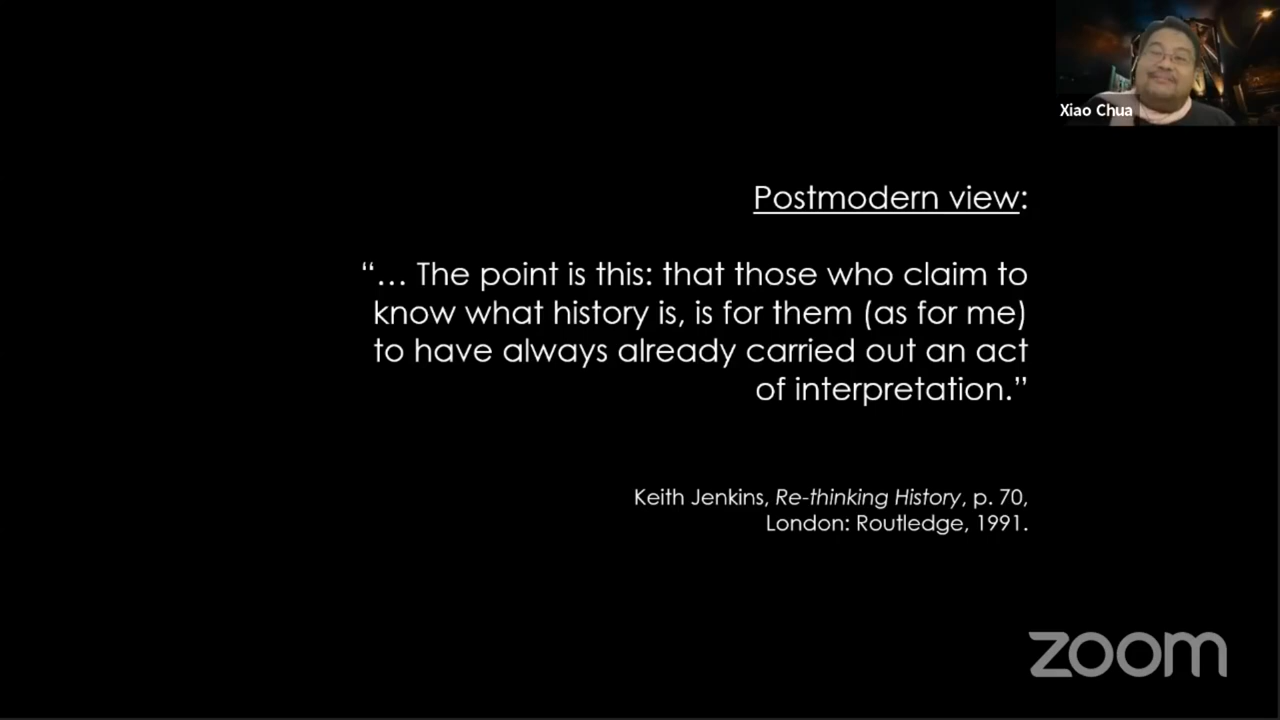 Xiao Chua
Postmodern view:
“… The point is this: that those who claim to
know what history is, is for them (as for me)
to have always already carried out an act
of interpretation.”
Keith Jenkins, Re-thinking History, p. 70,
London: Routledge, 1991.
zoom